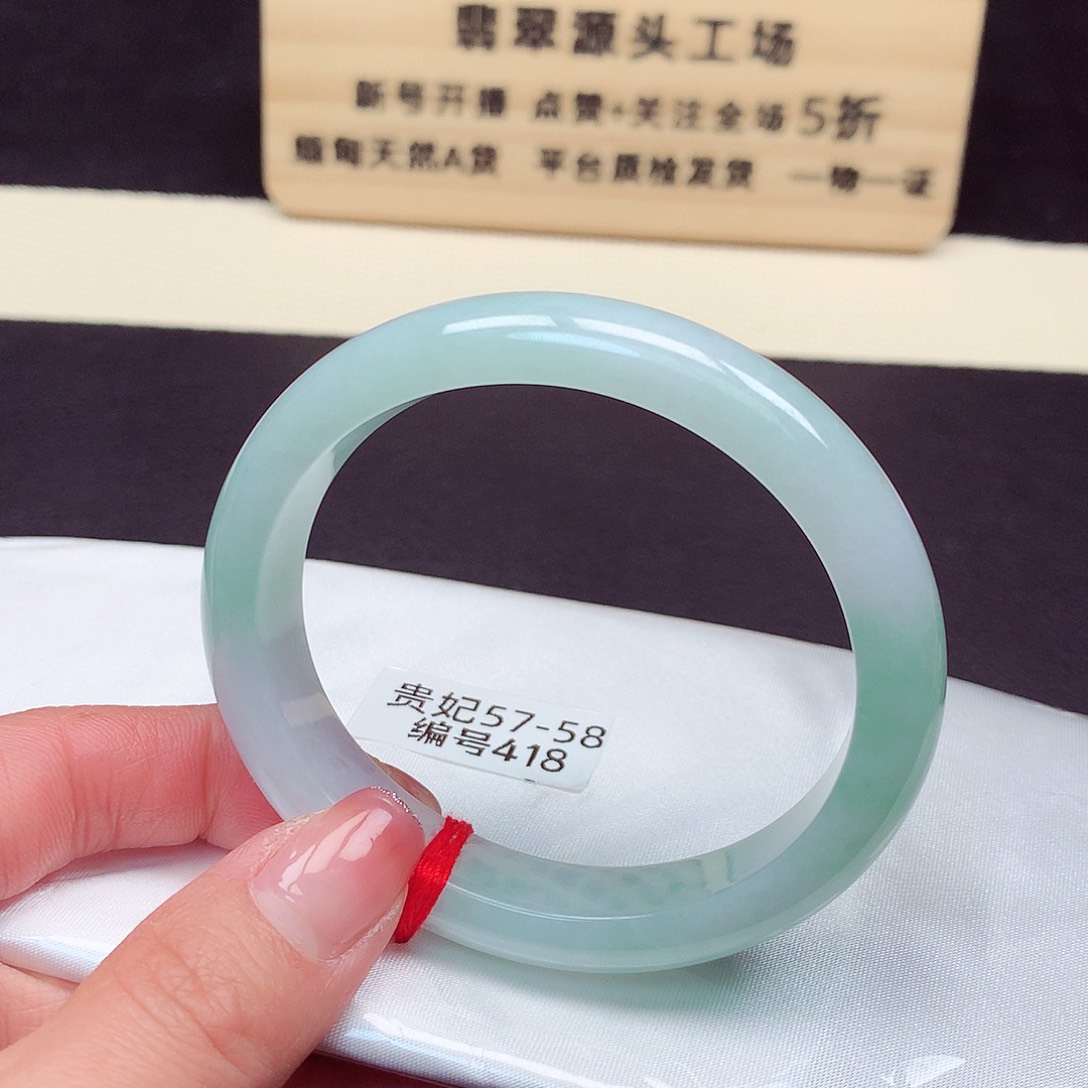 翡翠源头工场
新号开播 点赞+关注全场5折
缅甸天然A货 平台质检发货 一物一证
贵妃57-58
编号418